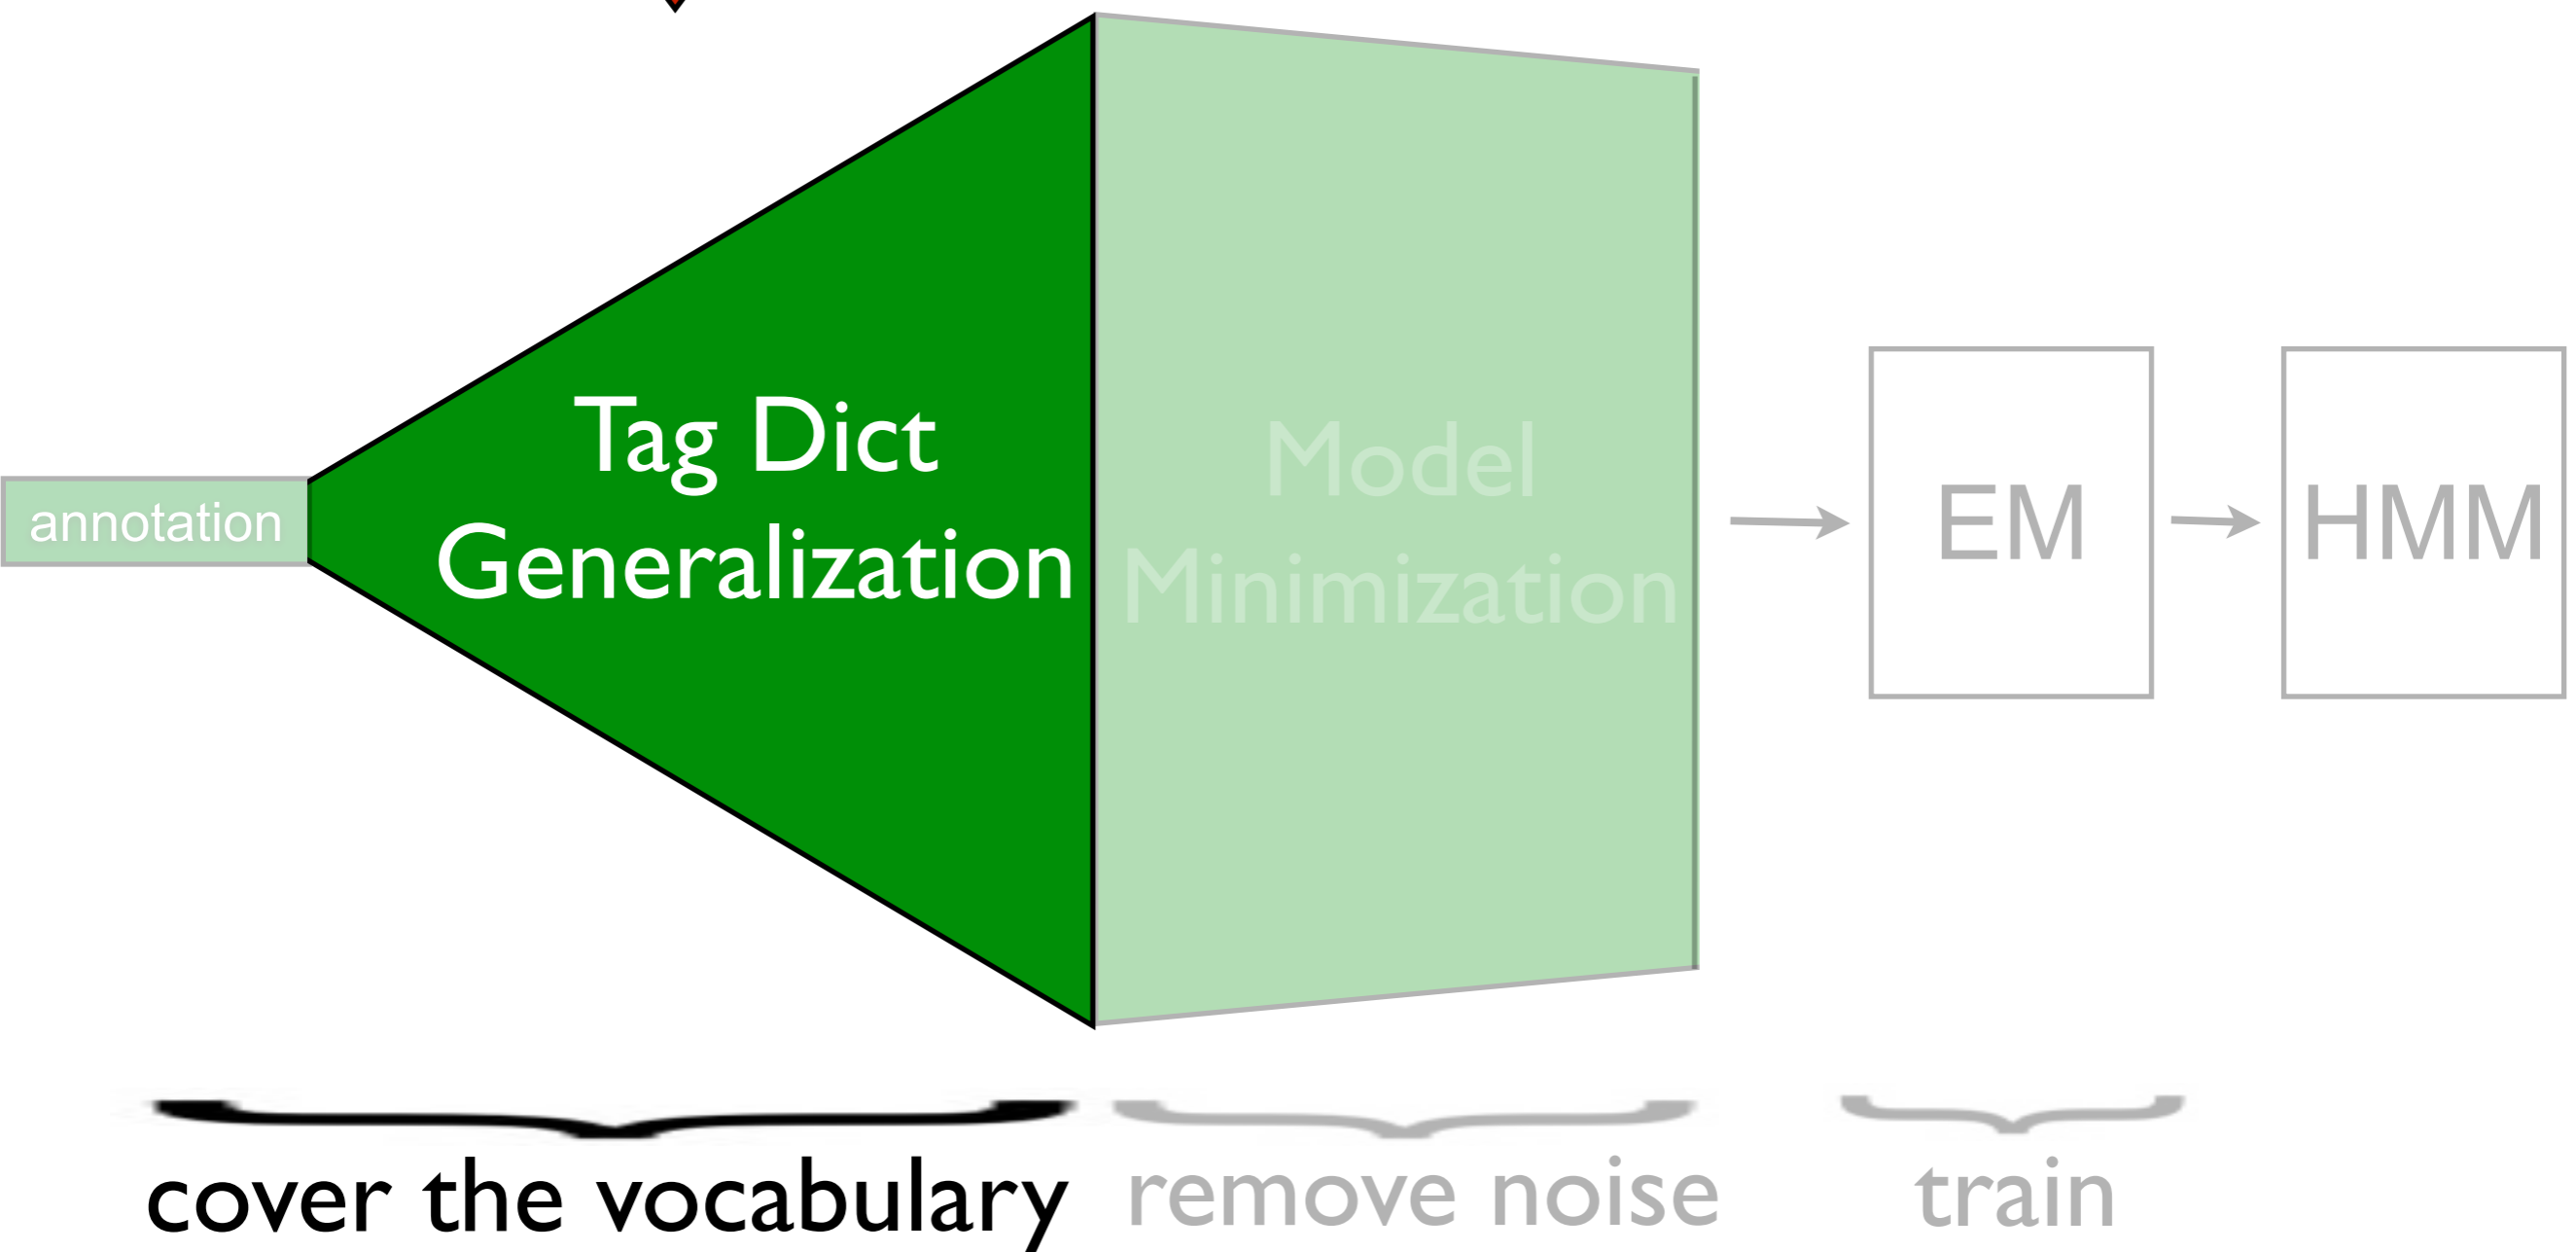 annotation
Tag Dict
Generalization
Model
Minimization
EM
HMM
cover the vocabulary
remove noise
train